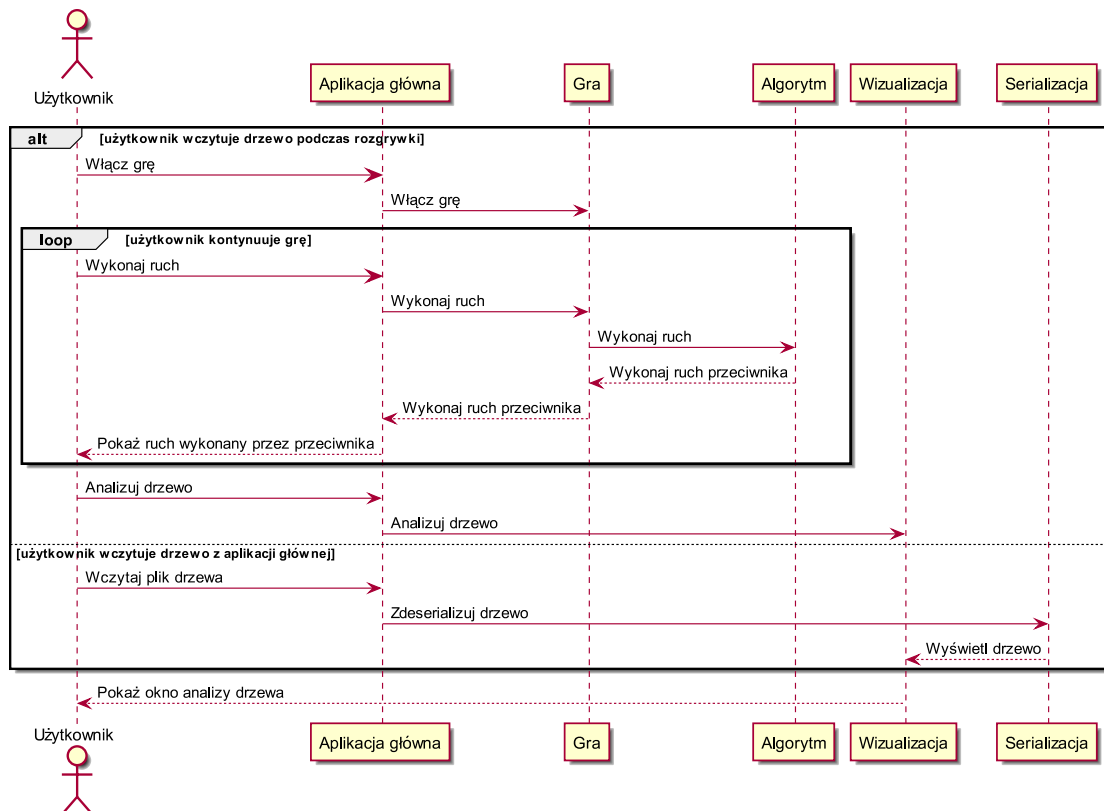 Użytkownik
Aplikacja główna
Gra
Algorytm
Wizualizacja
Serializacja
alt
[użytkownik wczytuje drzewo podczas rozgrywki]
Włącz grę
Włącz grę
loop
[użytkownik kontynuuje grę]
Wykonaj ruch
Wykonaj ruch
Wykonaj ruch
Wykonaj ruch przeciwnika
Wykonaj ruch przeciwnika
Pokaż ruch wykonany przez przeciwnika
Analizuj drzewo
Analizuj drzewo
[użytkownik wczytuje drzewo z aplikacji głównej]
Wczytaj plik drzewa
Zdeserializuj drzewo
Wyświetl drzewo
Pokaż okno analizy drzewa
Użytkownik
Aplikacja główna
Gra
Algorytm
Wizualizacja
Serializacja